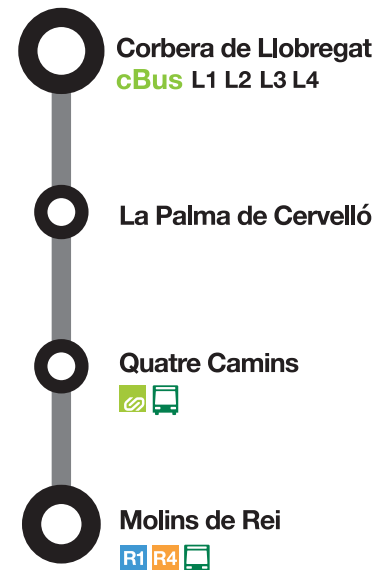 Corbera de Llobregat
cBus L1 L2 L3 L4
La Palma de Cervelló
Quatre Camins
Molins de Rei
R1 R4